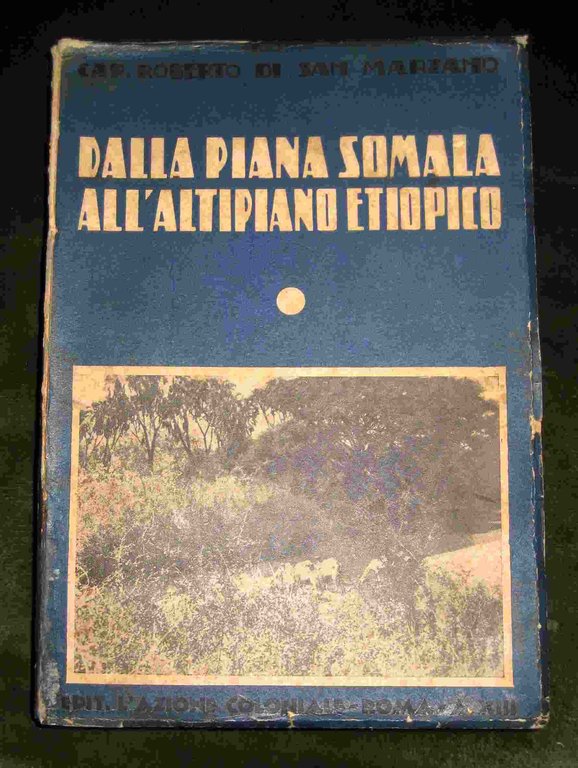 CAP. ROBERTO DI SAN MARZANO
DALLA PIANA SOMALA
ALL'ALTIPIANO ETIOPICO
EDIT. L'AZIONE COLONIALE - ROMA - A. XIII